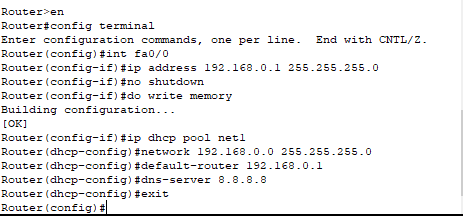 Router>en
Router#config terminal
Enter configuration commands, one per line.  End with CNTL/Z.
Router(config)#int fa0/0
Router(config-if)#ip address 192.168.0.1 255.255.255.0
Router(config-if)#no shutdown
Router(config-if)#do write memory
Building configuration...
[OK]
Router(config-if)#ip dhcp pool net1
Router(dhcp-config)#network 192.168.0.0 255.255.255.0
Router(dhcp-config)#default-router 192.168.0.1
Router(dhcp-config)#dns-server 8.8.8.8
Router(dhcp-config)#exit
Router(config)#